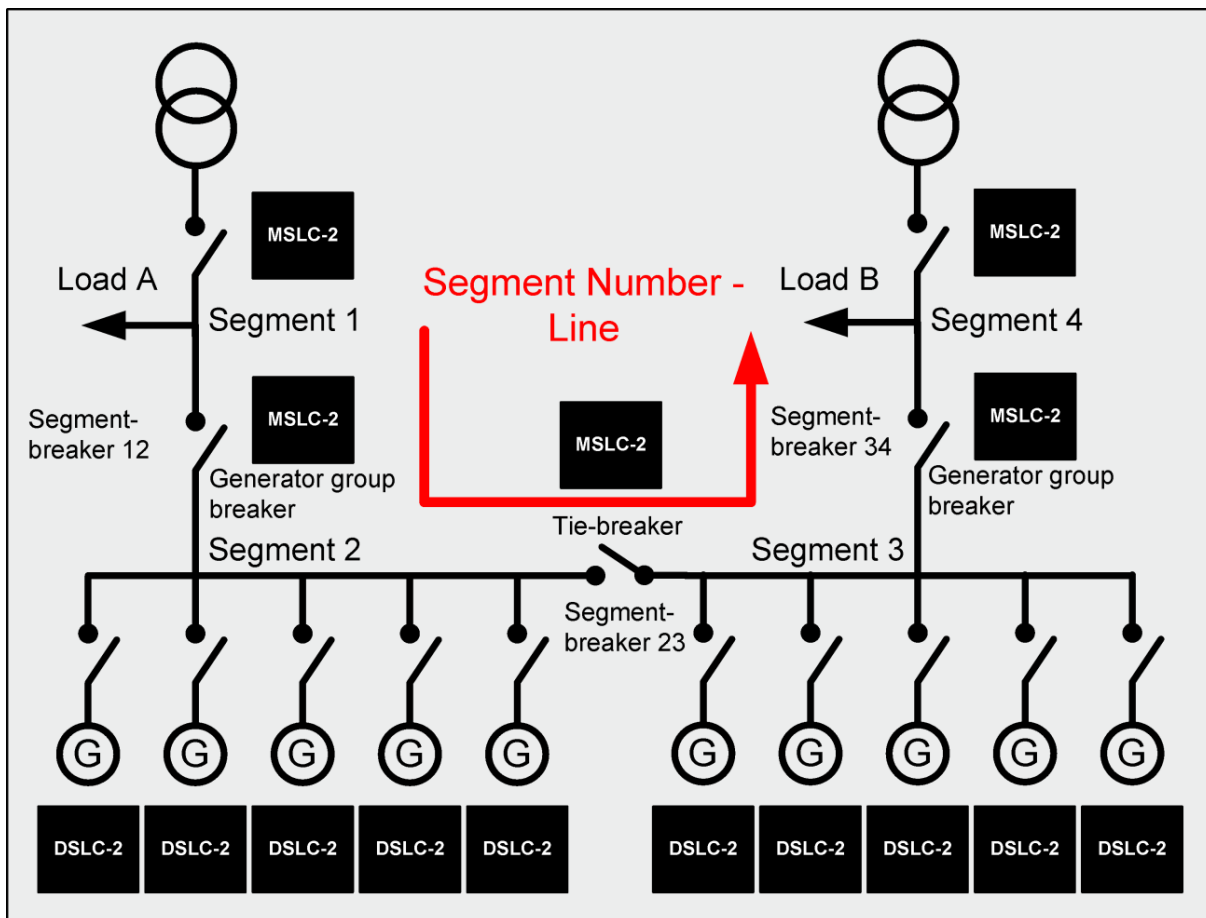 MSLC-2
MSLC-2
Load A
Segment Number -
Line
Load B
Segment 1
Segment 4
Segment-
breaker 12
MSLC-2
Generator group
breaker
MSLC-2
Segment-
breaker 34
MSLC-2
Generator group
breaker
Tie-breaker
Segment 2
Segment 3
Segment-
breaker 23
G G G G G G G G G G
DSLC-2 DSLC-2 DSLC-2 DSLC-2 DSLC-2 DSLC-2 DSLC-2 DSLC-2 DSLC-2 DSLC-2